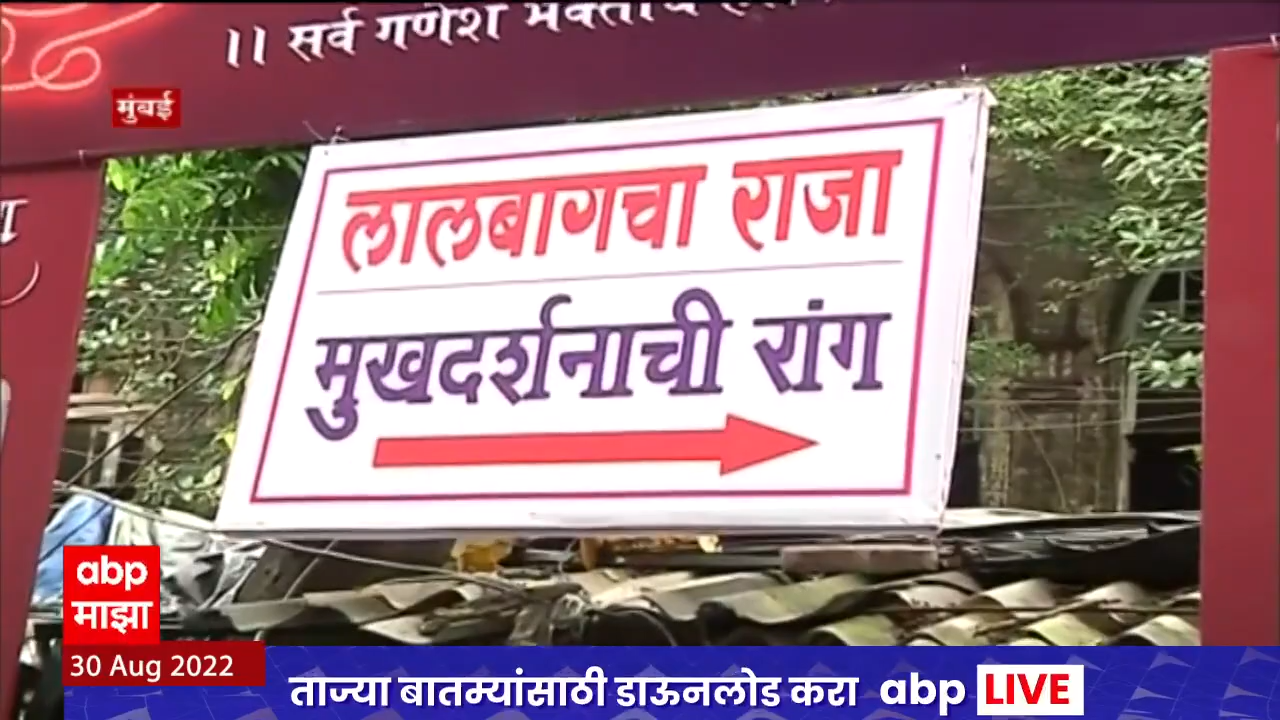 ।। सर्व गणेश भक्तांचे
मुंबई
लालबागचा राजा
मुखदर्शनाची रांग
abp
माझा
30 Aug 2022
ताज्या बातम्यांसाठी डाऊनलोड करा abp LIVE